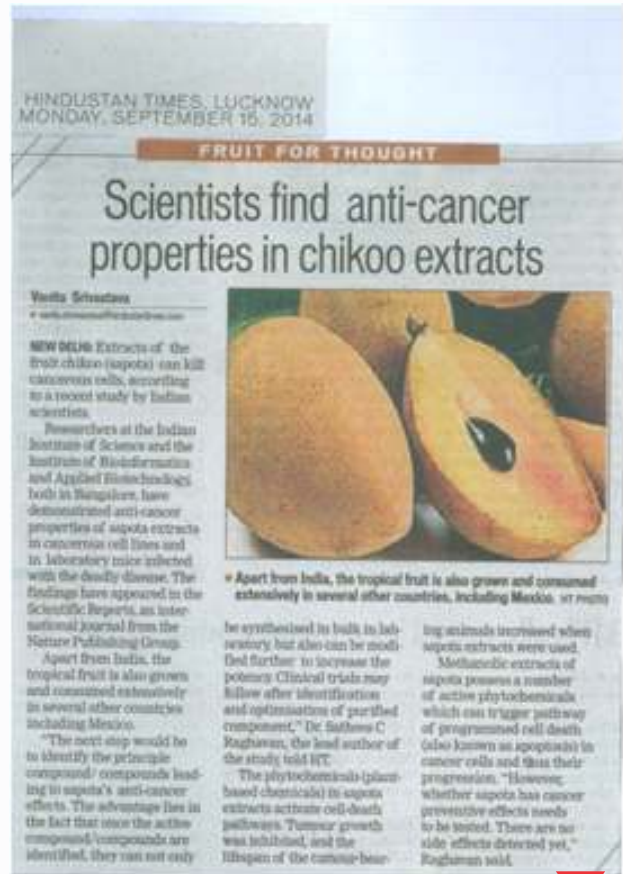 HINDUSTAN TIMES, LUCKNOW
MONDAY, SEPTEMBER 15, 2014
FRUIT FOR THOUGHT
Scientists find anti-cancer
properties in chikoo extracts
Vanita Srivastava
NEW DELHI: Extracts of the
fruit chikoo (sapota) can kill
cancerous cells, according
to a recent study by Indian
scientists.
Researchers at the Indian
Institute of Science and the
Institute of Bioinformatics
and Applied Biotechnology,
both in Bangalore, have
demonstrated anti-cancer
properties of sapota extracts
in cancerous cell lines and
in laboratory mice infected
with the deadly disease. The
findings have appeared in the
Scientific Reports, an inter-
national journal from the
Nature Publishing Group.
Apart from India, the
tropical fruit is also grown
and consumed extensively
in several other countries
including Mexico.
"The next step would be
to identify the principle
compound/ compounds lead-
ing to sapota's anti-cancer
effects. The advantage lies in
the fact that once the active
compound/compounds are
identified, they can not only
Apart from India, the tropical fruit is also grown and consumed
extensively in several other countries, including Mexico. HT PHOTO
be synthesised in bulk in lab-
oratory, but also can be modi-
fied further to increase the
potency. Clinical trials may
follow after identification
and optimisation of purified
component," Dr. Sathees C
Raghavan, the lead author of
the study, told HT.
The phytochemicals (plant-
based chemicals) in sapota
extracts activate cell-death
pathways. Tumour growth
was inhibited, and the
lifespan of the tumour-bear-
ing animals increased when
sapota extracts were used.
Methanolic extracts of
sapota possess a number
of active phytochemicals
which can trigger pathway
of programmed cell death
(also known as apoptosis) in
cancer cells and thus their
progression. "However,
whether sapota has cancer
preventive effects needs
to be tested. There are no
side effects detected yet,"
Raghavan said.